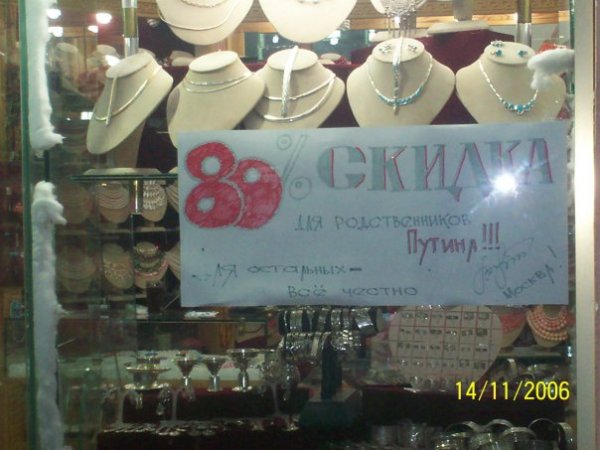 80% СКИДКА
ДЛЯ РОДСТВЕННИКОВ
ПУТИНА!!!
ДЛЯ ОСТАЛЬНЫХ-
ВСЁ ЧЕСТНО
МОСКВА!
14/11/2006